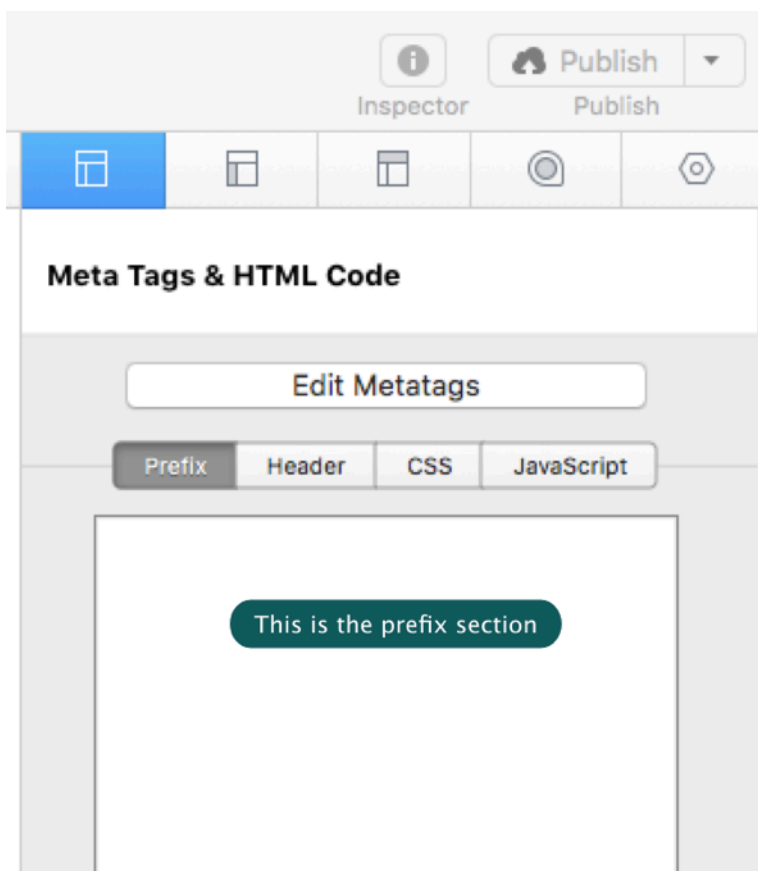 Publish
Inspector
Publish
Meta Tags & HTML Code
Edit Metatags
Prefix
Header
CSS
JavaScript
This is the prefix section